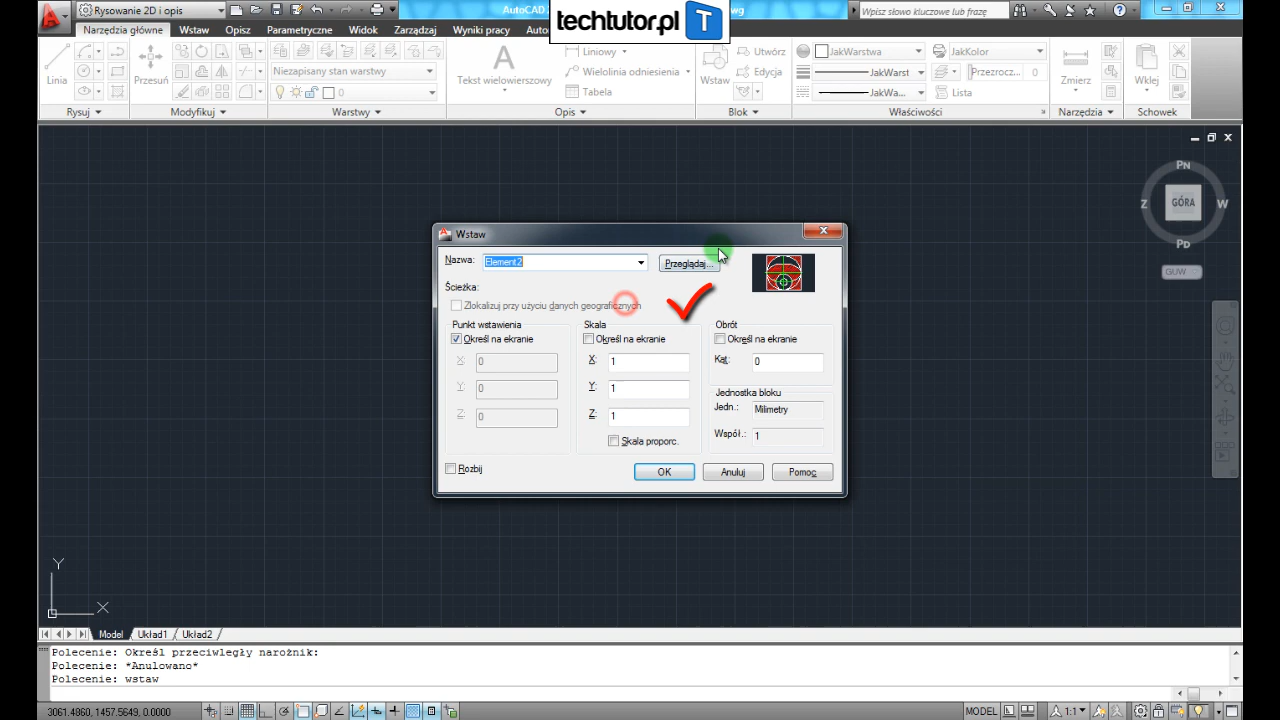 Rysowanie 2D i opis
AutoCAD
wg
Wpisz słowo kluczowe lub frazę
techtutor.pl T
Narzędzia główne Wstaw Opis Parametryczne Widok Zarządzaj Wyniki pracy Auto
Linia
Przesuń
Niezapisany stan warstwy
0
A
Tekst wielowierszowy
Liniowy
Wielolinia odniesienia
Tabela
Wstaw
Utwórz
Edycja
JakWarstwa
JakWarst
JakWa...
JakKolor
Przezrocz... 0
Lista
Zmierz
Wklej
Rysuj Modyfikuj Warstwy Opis Blok Właściwości Narzędzia Schowek
PN
Z GÓRA W
PD
GUW
Wstaw
Nazwa: Element2 Przeglądaj...
Ścieżka:
Zlokalizuj przy użyciu danych geograficznych
Punkt wstawienia
Określ na ekranie
X: 0
Y: 0
Z: 0
Skala
Określ na ekranie
X: 1
Y: 1
Z: 1
Skala proporc.
Obrót
Określ na ekranie
Kąt: 0
Jednostka bloku
Jedn.: Milimetry
Współ.: 1
Rozbij
OK Anuluj Pomoc
Y
X
Model Układ1 Układ2
Polecenie: Określ przeciwległy narożnik:
Polecenie: *Anulowano*
Polecenie: wstaw
3061.4860, 1457.5649, 0.0000
MODEL
1:1